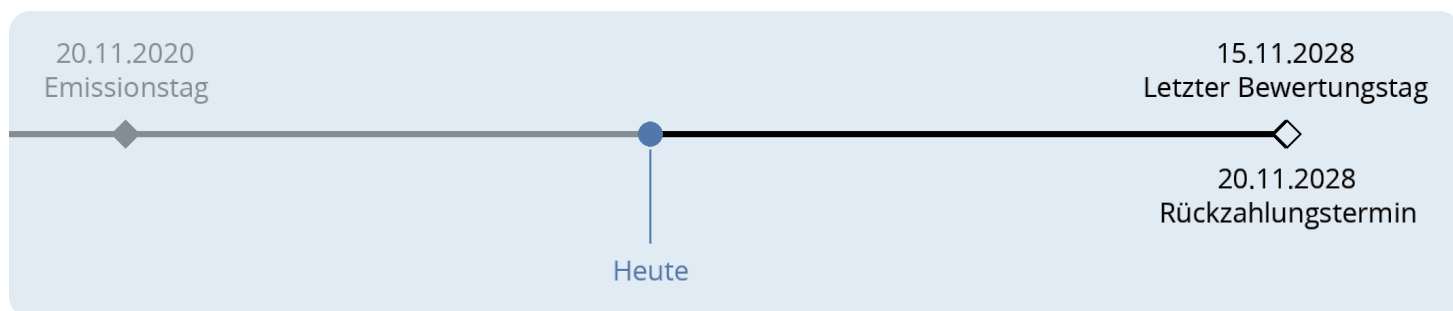 20.11.2020
Emissionstag
15.11.2028
Letzter Bewertungstag
20.11.2028
Rückzahlungstermin
Heute